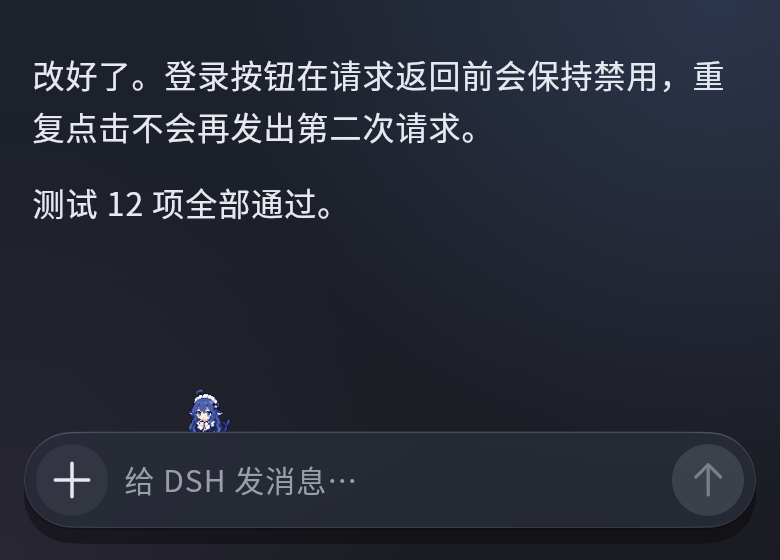 改好了。登录按钮在请求返回前会保持禁用，重
复点击不会再发出第二次请求。
测试 12 项全部通过。
给 DSH 发消息…